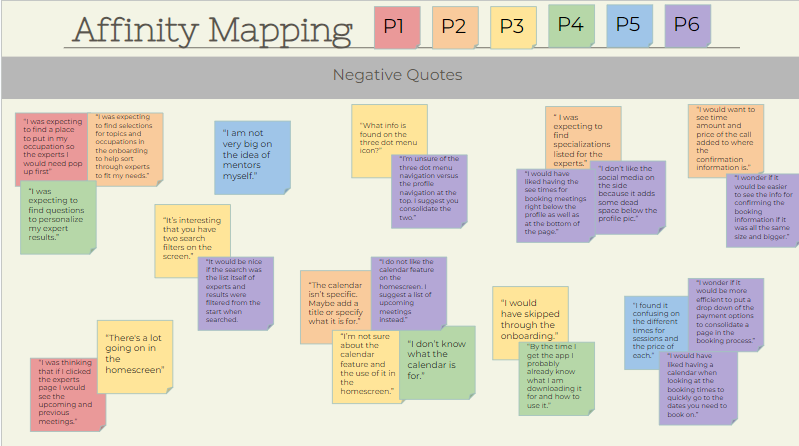 Affinity Mapping
P1
P2
P3
P4
P5
P6
Negative Quotes
"I was expecting
to find a place
to put in my
occupation so
the experts I
would need pop
up first"
"I was expecting
to find selections
for topics and
occupations in
the onboarding
to help sort
through experts
to fit my needs."
"I was
expecting to
find questions
to personalize
my expert
results."
"I am not
very big on
the idea of
mentors
myself."
"It's interesting
that you have
two search
filters on the
screen."
"It would be nice
if the search was
the list itself of
experts and
results were
filtered from the
start when
searched.
"What info is
found on the
three dot menu
icon?"
"I'm unsure of the
three dot menu
navigation versus
the profile
navigation at the
top. I suggest you
consolidate the
two."
" I was
expecting to
find
specializations
listed for the
experts."
"I would have
liked having the
see times for
booking meetings
right below the
profile as well as
at the bottom of
the page."
"I don't like the
social media on
the side
because it adds
some dead
space below the
profile pic."
"I would want to
see time
amount and
price of the call
added to where
the
confirmation
information is."
"I wonder if it
would be easier
to see the info for
confirming the
booking
information if it
was all the same
size and bigger."
"There's a lot
going on in
the
homescreen"
"I was thinking
that if I clicked the
experts page I
would see the
upcoming and
previous
meetings."
"The calendar
isn't specific.
Maybe add a
title or specify
what it is for."
"I do not like the
calendar feature
on the
homescreen. I
suggest a list of
upcoming
meetings
instead."
"I'm not sure
about the
calendar
feature and
the use of it in
the
homescreen."
"I don't know
what the
calendar is
for."
"I would
have skipped
through the
onboarding."
"By the time I
get the app I
probably
already know
what I am
downloading it
for and how to
use it."
"I found it
confusing on
the different
times for
sessions and
the price of
each."
"I wonder if it
would be more
efficient to put a
drop down of the
payment options
to consolidate a
page in the
booking process."
"I would have
liked having a
calendar when
looking at the
booking times to
quickly go to the
dates you need to
book on."